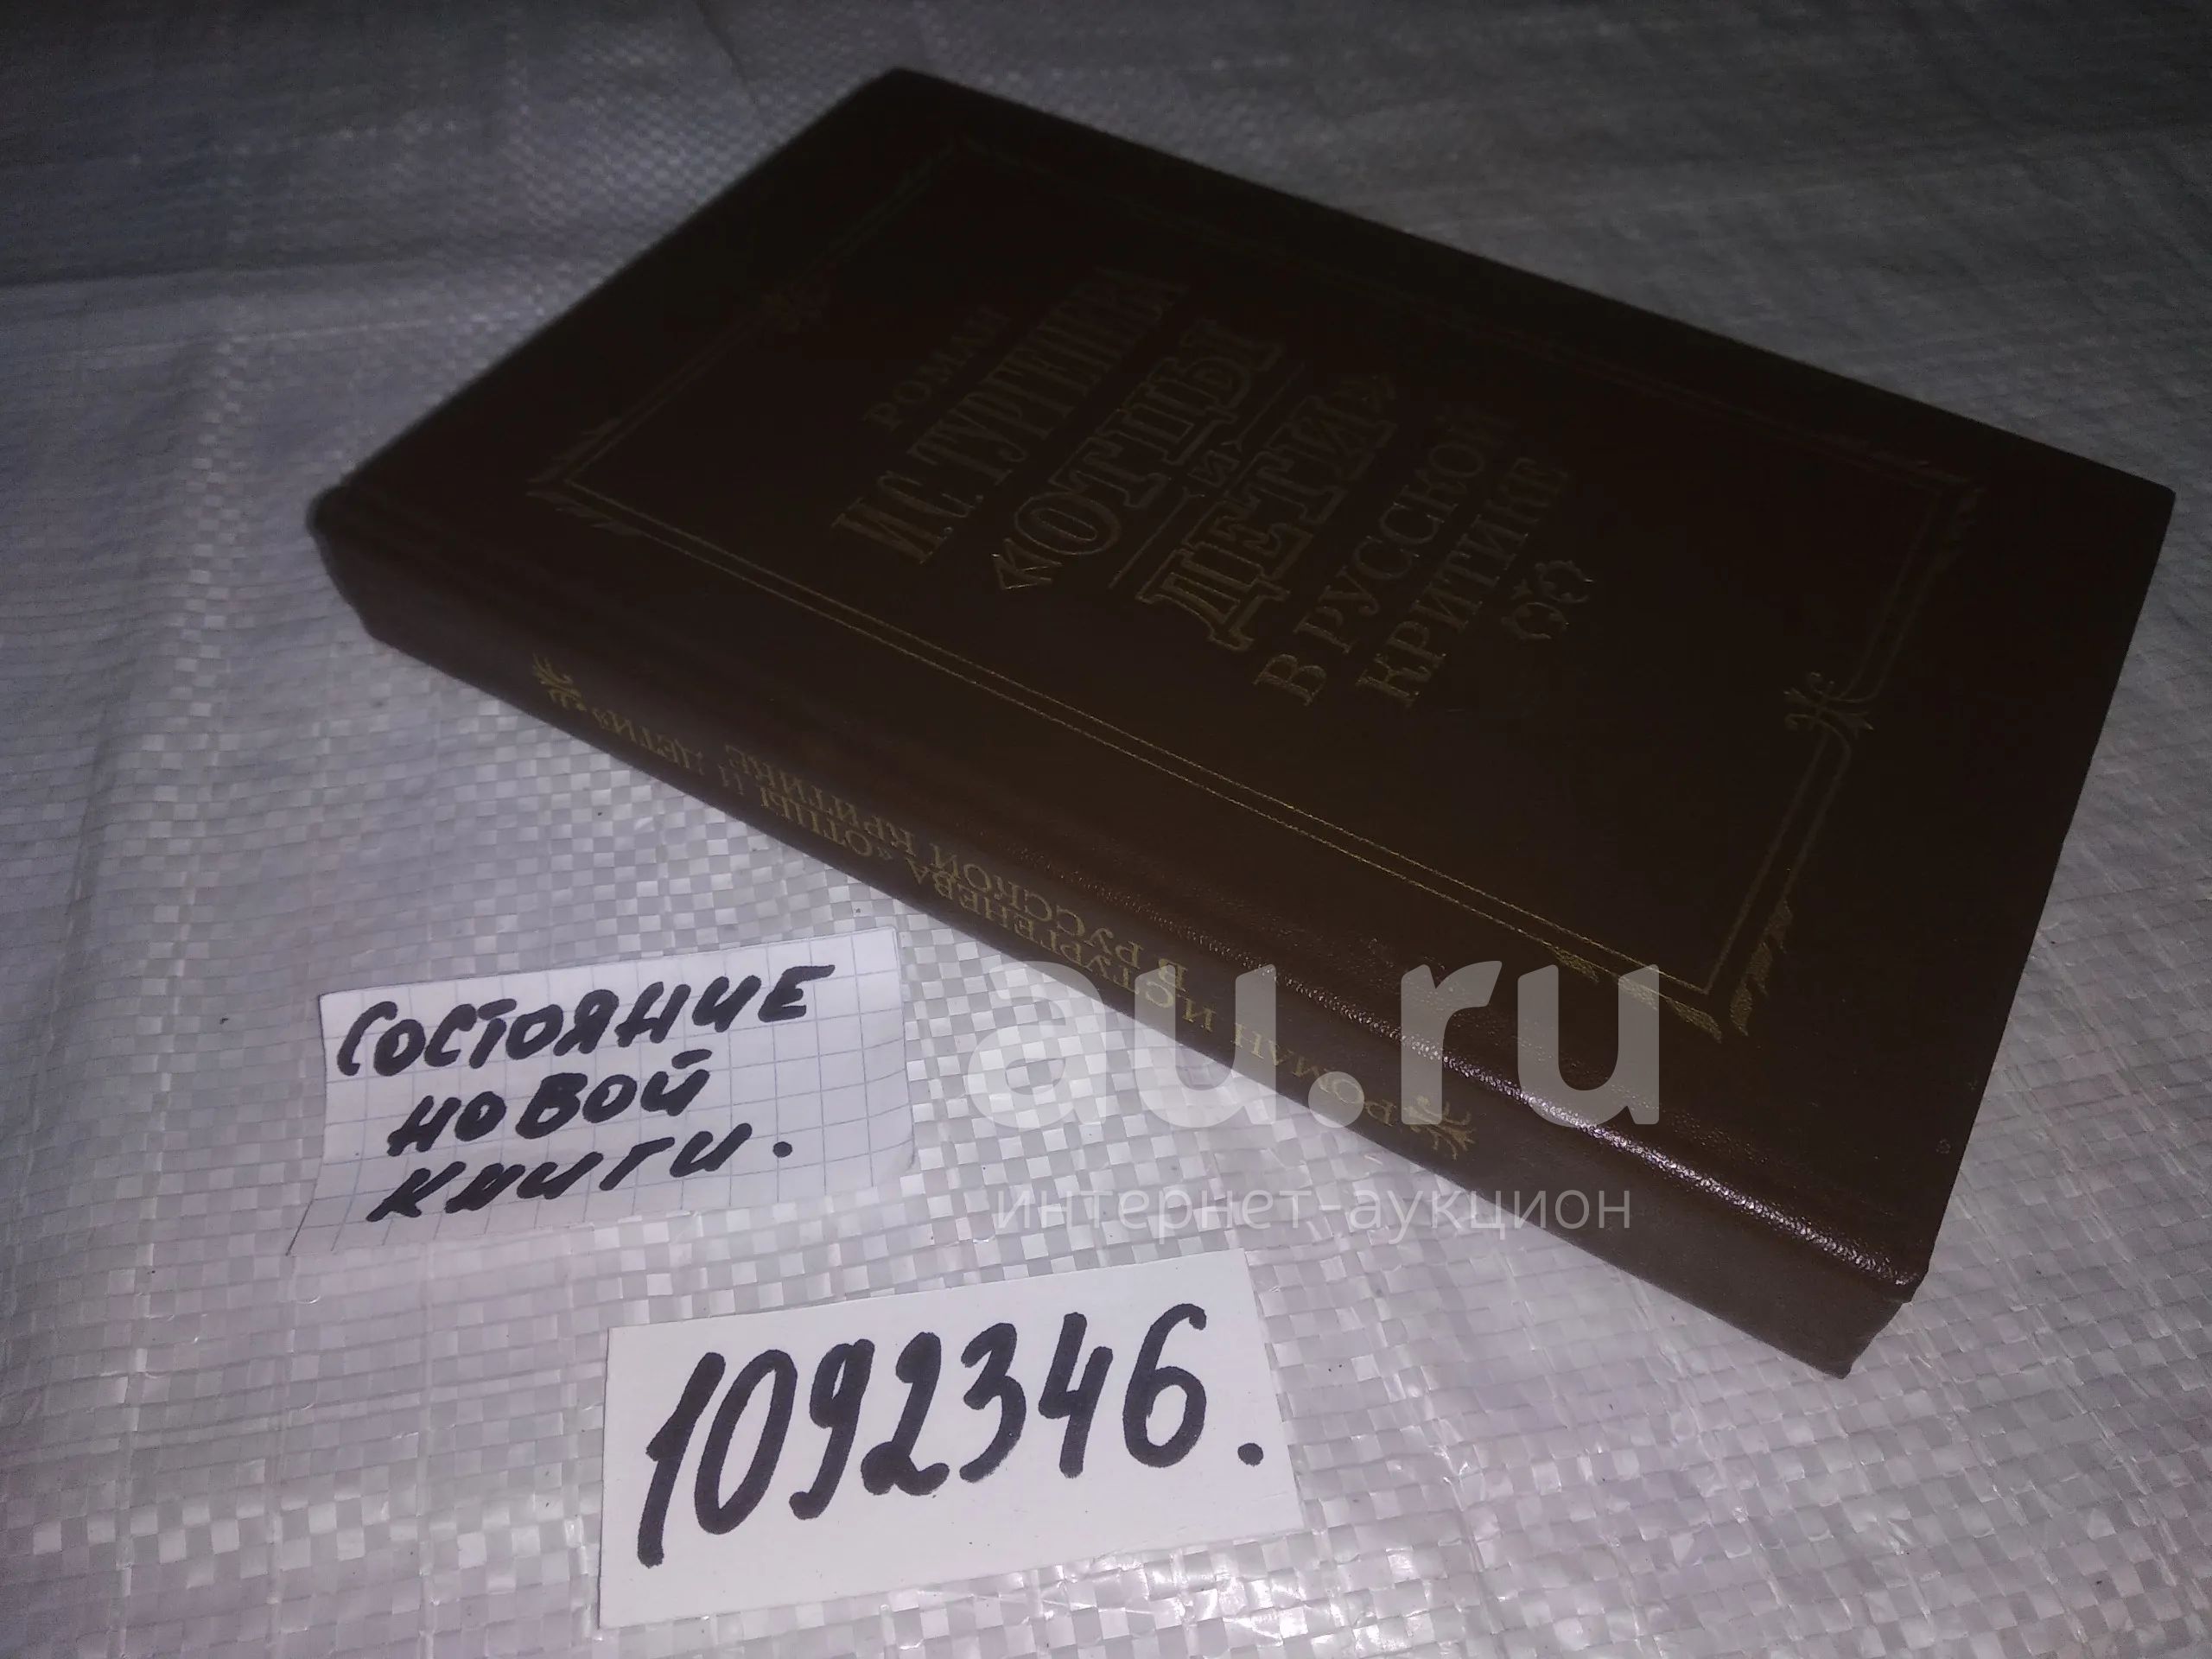 РОМАН
И.С.ТУРГЕНЕВА
«ОТЦЫ
И
ДЕТИ»
В РУССКОЙ
КРИТИКЕ
РОМАН И.С.ТУРГЕНЕВА «ОТЦЫ И ДЕТИ»
В РУССКОЙ КРИТИКЕ
au.ru
интернет-аукцион
СОСТОЯНИЕ
НОВОЙ
КНИГИ.
1092346.